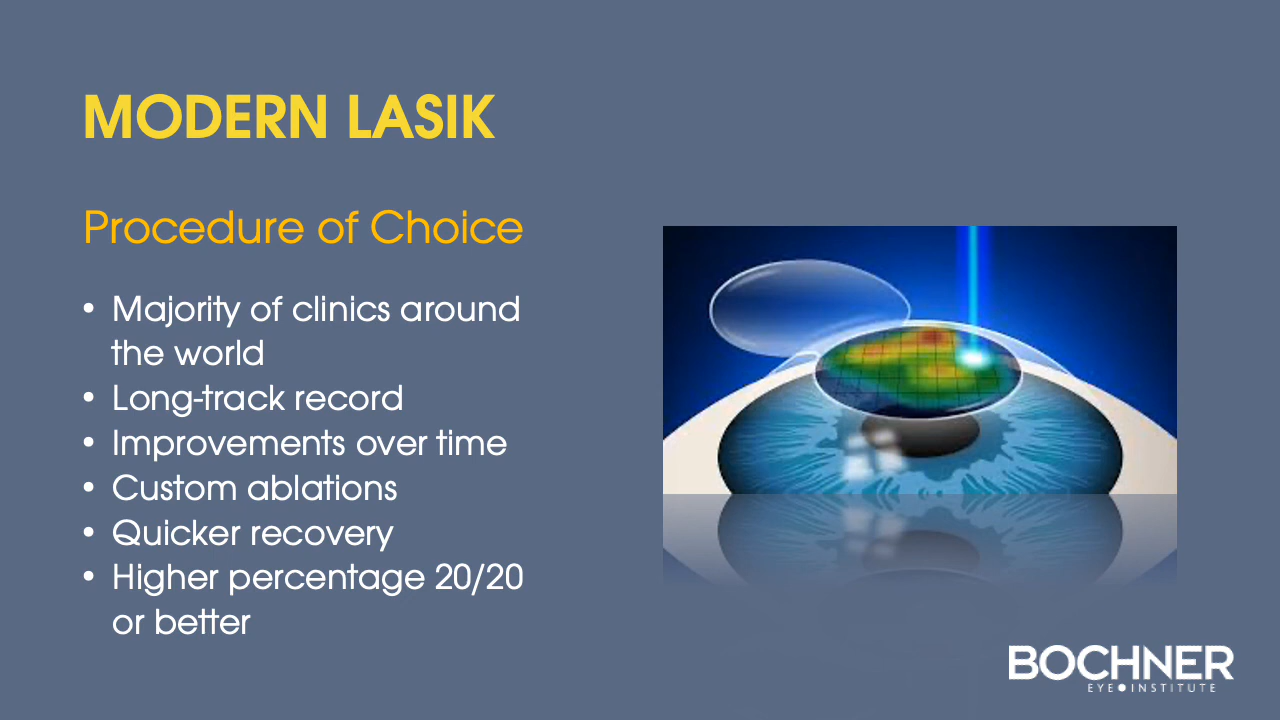 MODERN LASIK
Procedure of Choice
• Majority of clinics around
the world
• Long-track record
• Improvements over time
• Custom ablations
• Quicker recovery
• Higher percentage 20/20
or better
BOCHNER
EYE•INSTITUTE